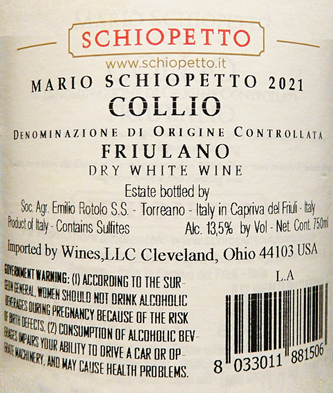 SCHIOPETTO
www.schiopetto.it
MARIO SCHIOPETTO 2021
COLLIO
DENOMINAZIONE DI ORIGINE CONTROLLATA
FRIULANO
DRY WHITE WINE
Estate bottled by
Soc. Agr. Emilio Rotolo S.S. - Torreano - Italy in Capriva del Friuli - Italy
Product of Italy - Contains Sulfites Alc. 13,5% by Vol - Net. Cont. 750ml
Imported by Wines,LLC Cleveland, Ohio 44103 USA
L.A
GOVERNMENT WARNING: (1) ACCORDING TO THE SUR-
GEON GENERAL, WOMEN SHOULD NOT DRINK ALCOHOLIC
BEVERAGES DURING PREGNANCY BECAUSE OF THE RISK
OF BIRTH DEFECTS. (2) CONSUMPTION OF ALCOHOLIC BEV-
ERAGES IMPAIRS YOUR ABILITY TO DRIVE A CAR OR OP-
ERATE MACHINERY, AND MAY CAUSE HEALTH PROBLEMS.
8 033011 881506